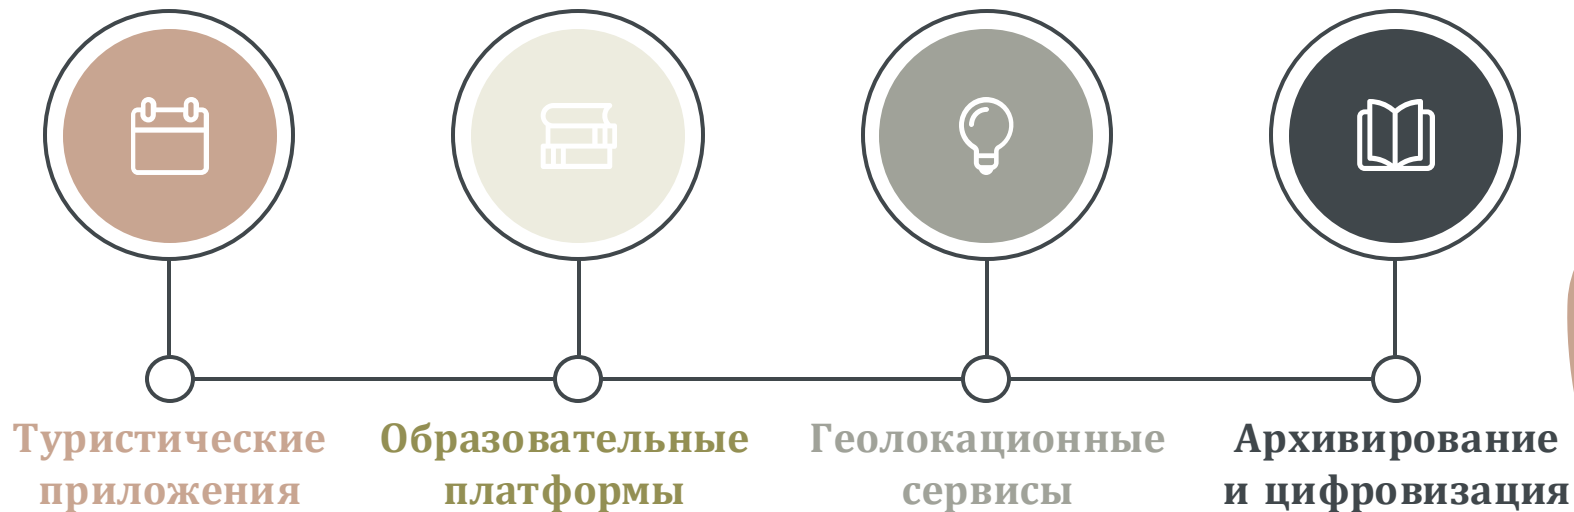 Туристические
приложения
Образовательные
платформы
Геолокационные
сервисы
Архивирование
и цифровизация